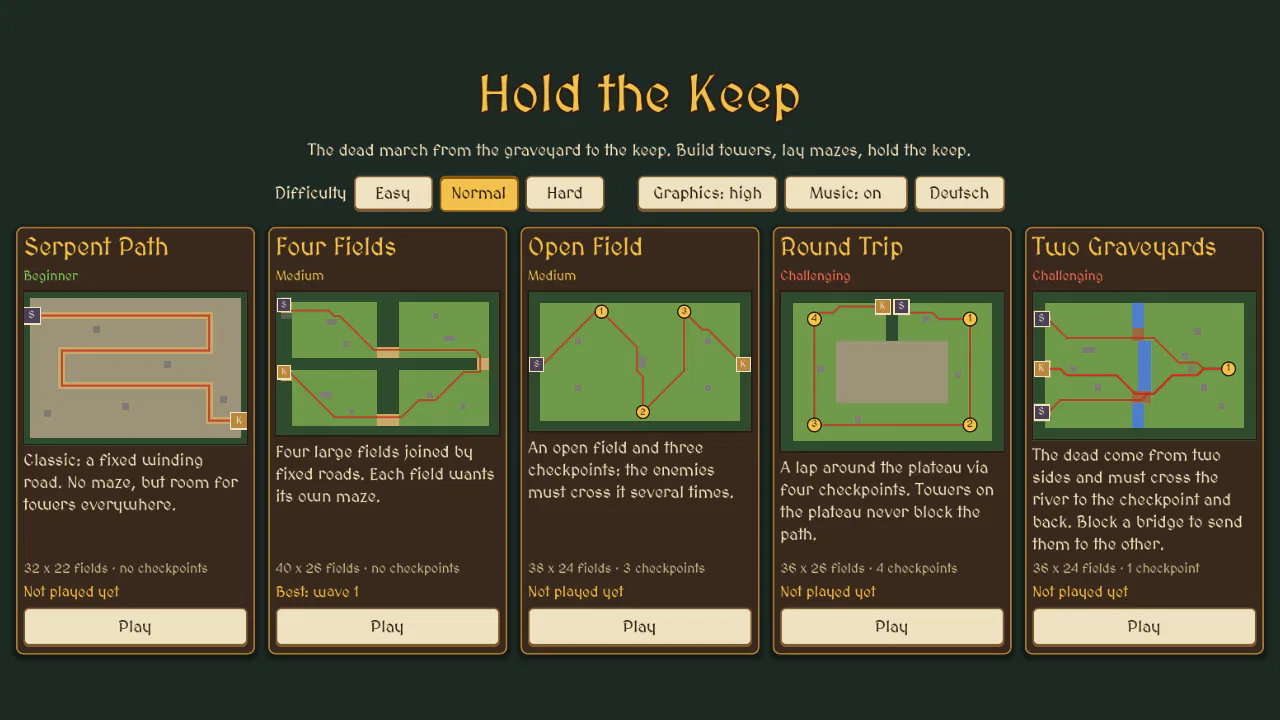 Hold the Keep
The dead march from the graveyard to the keep. Build towers, lay mazes, hold the keep.
Difficulty Easy Normal Hard Graphics: high Music: on Deutsch
Serpent Path
Beginner
S
K
Classic: a fixed winding
road. No maze, but room for
towers everywhere.
32 x 22 fields · no checkpoints
Not played yet
Play
Four Fields
Medium
S
K
Four large fields joined by
fixed roads. Each field wants
its own maze.
40 x 26 fields · no checkpoints
Best: wave 1
Play
Open Field
Medium
1 3
S K
2
An open field and three
checkpoints: the enemies
must cross it several times.
38 x 24 fields · 3 checkpoints
Not played yet
Play
Round Trip
Challenging
K S
4 1
3 2
A lap around the plateau via
four checkpoints. Towers on
the plateau never block the
path.
36 x 26 fields · 4 checkpoints
Not played yet
Play
Two Graveyards
Challenging
S
K 1
S
The dead come from two
sides and must cross the
river to the checkpoint and
back. Block a bridge to send
them to the other.
36 x 24 fields · 1 checkpoint
Not played yet
Play